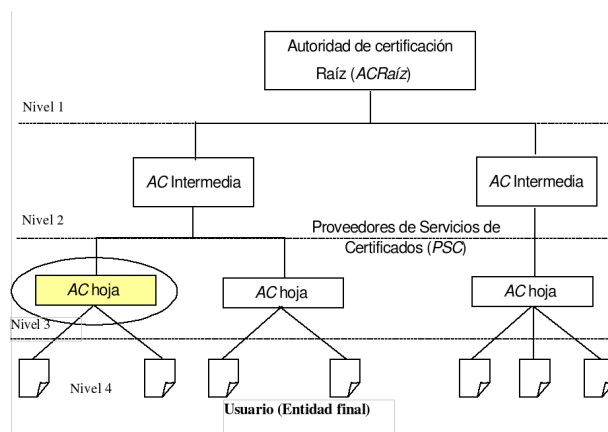 Autoridad de certificación
Raíz (ACRaíz)
Nivel 1
AC Intermedia
AC Intermedia
Nivel 2
Proveedores de Servicios de
Certificados (PSC)
AC hoja
AC hoja
AC hoja
Nivel 3
Nivel 4
Usuario (Entidad final)